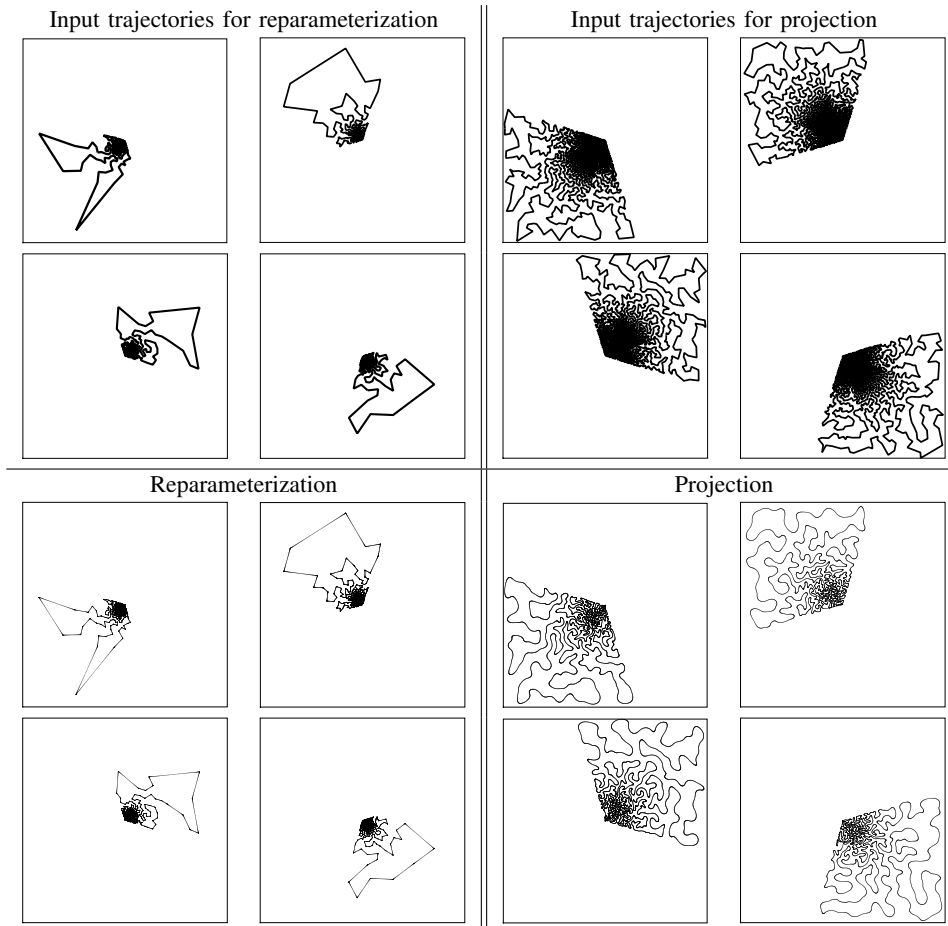 Input trajectories for reparameterization
Input trajectories for projection
Reparameterization
Projection